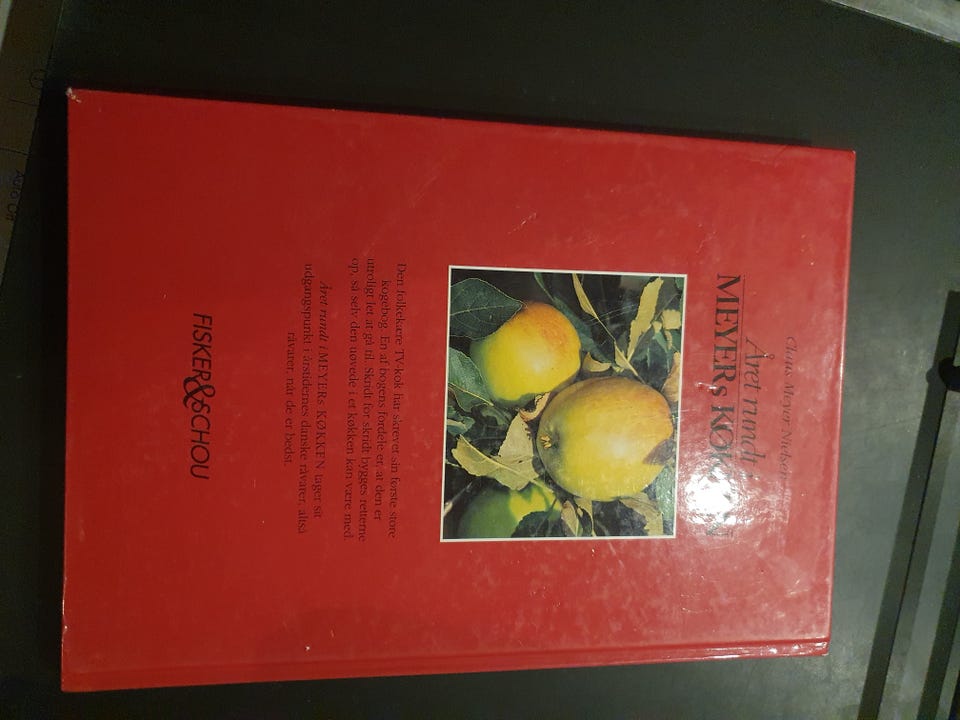 Claus Meyer Nielsen
Året rundt i
MEYERs KØKKEN
Den folkekære TV-kok har skrevet sin første store
kogebog. En af bogens fordele er, at den er
utroligt let at gå til. Skridt for skridt bygges retterne
op, så selv den uøvede i et køkken kan være med.
Året rundt i MEYERs KØKKEN tager sit
udgangspunkt i årstidernes danske råvarer, altså
råvarer, når de er bedst.
FISKER&SCHOU
AUG 04